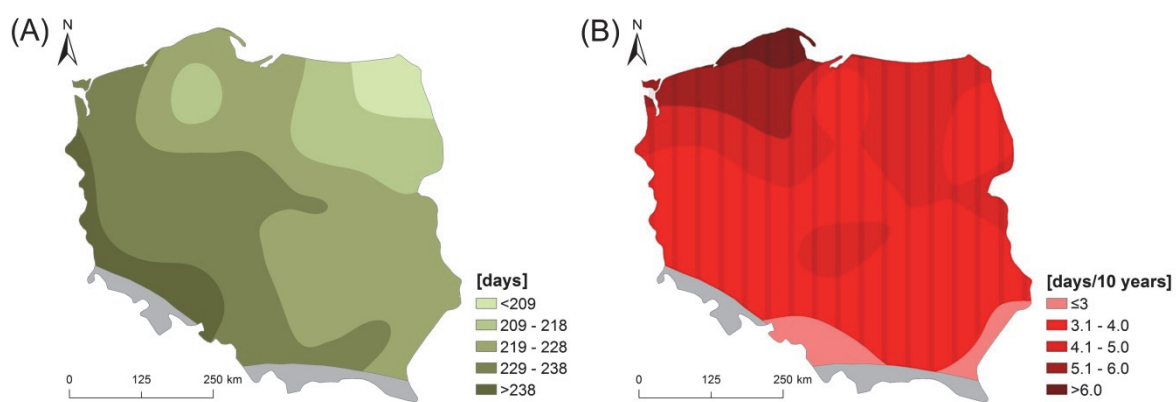 (A)
N
[days]
<209
209 - 218
219 - 228
229 - 238
>238
0 125 250 km
(B)
N
[days/10 years]
≤3
3.1 - 4.0
4.1 - 5.0
5.1 - 6.0
>6.0
0 125 250 km